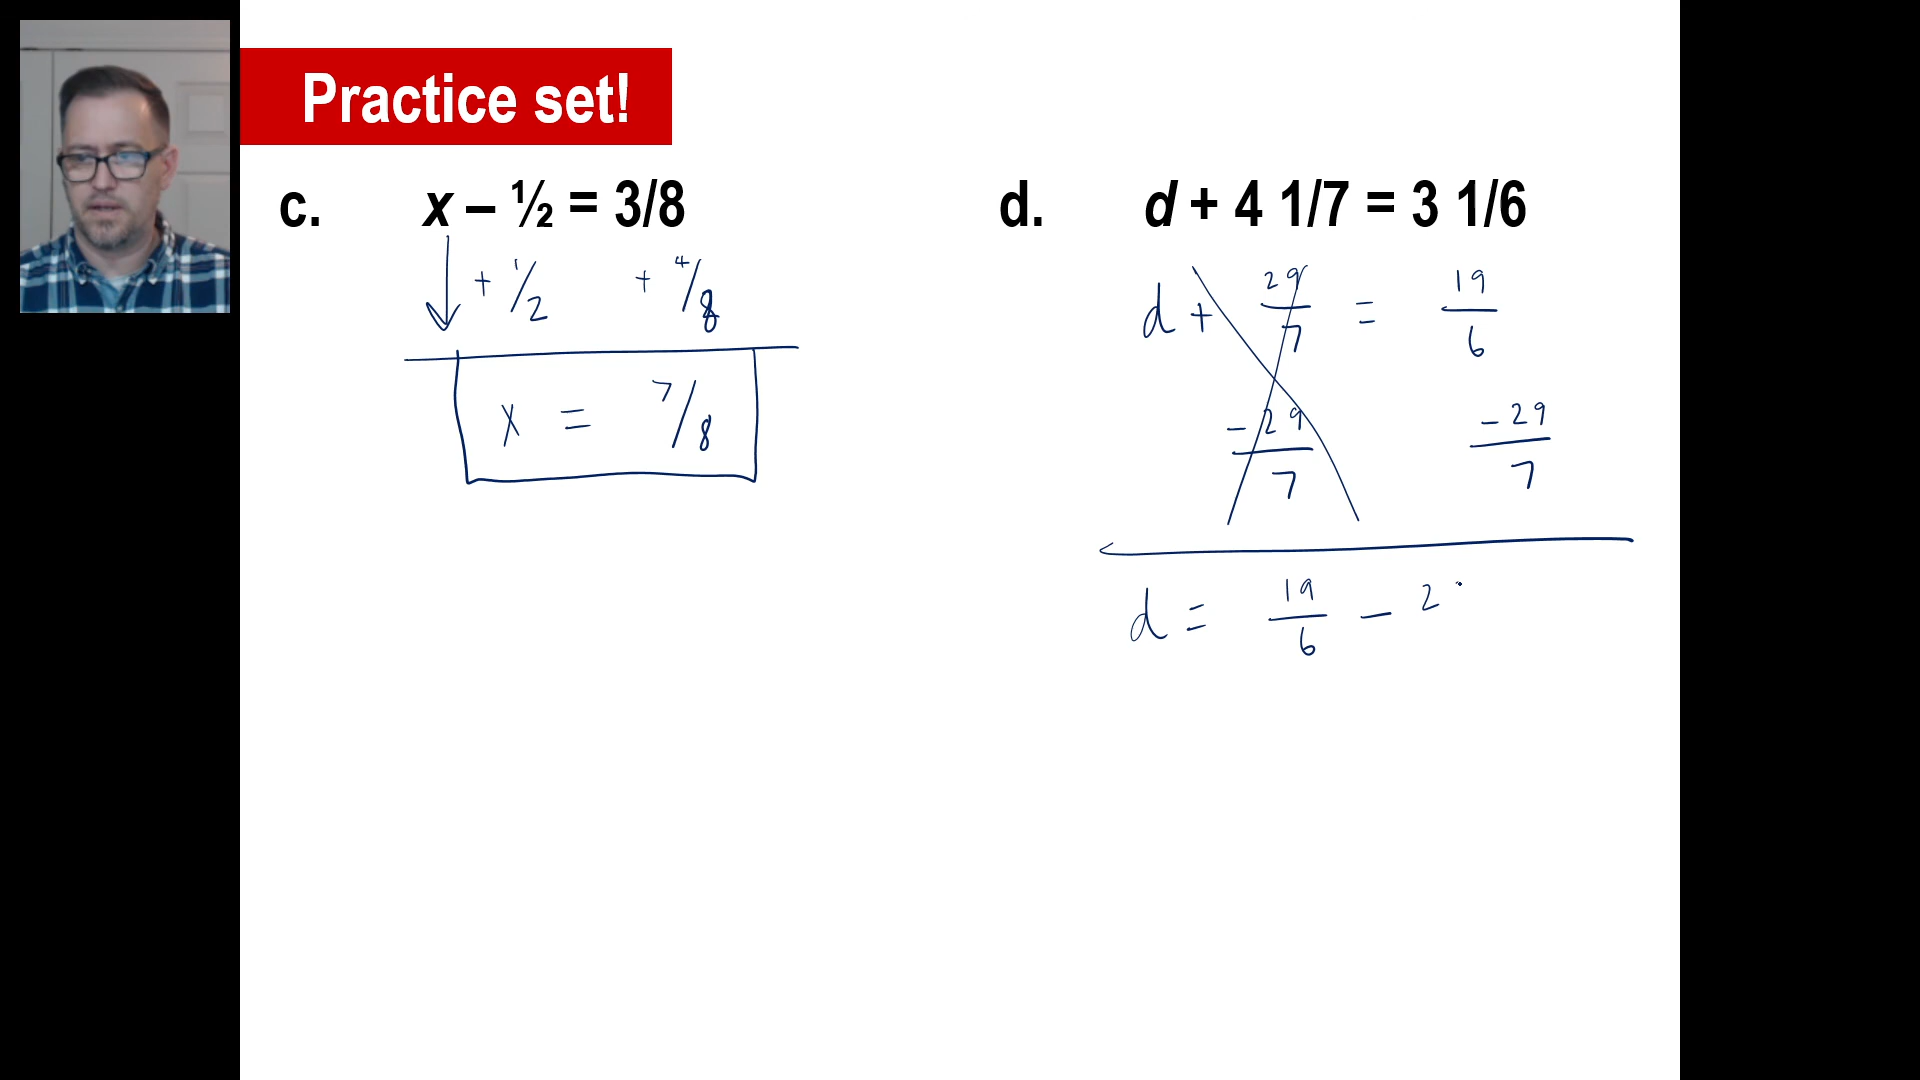 Practice set!
c. x – ½ = 3/8
+ 1/2 + 4/8
x = 7/8
d. d + 4 1/7 = 3 1/6
d + 29/7 = 19/6
- 29/7 - 29/7
d = 19/6 - 2